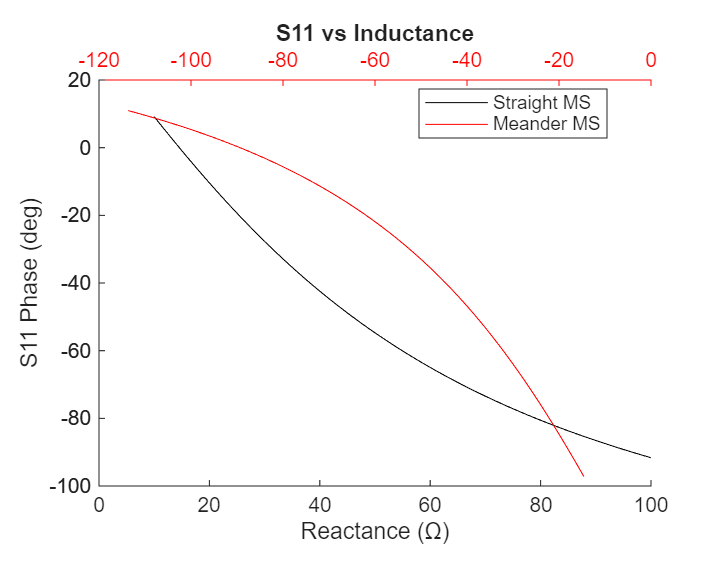 S11 vs Inductance
-120 -100 -80 -60 -40 -20 0
Straight MS
Meander MS
20
0
-20
-40
-60
-80
-100
S11 Phase (deg)
0 20 40 60 80 100
Reactance (Ω)